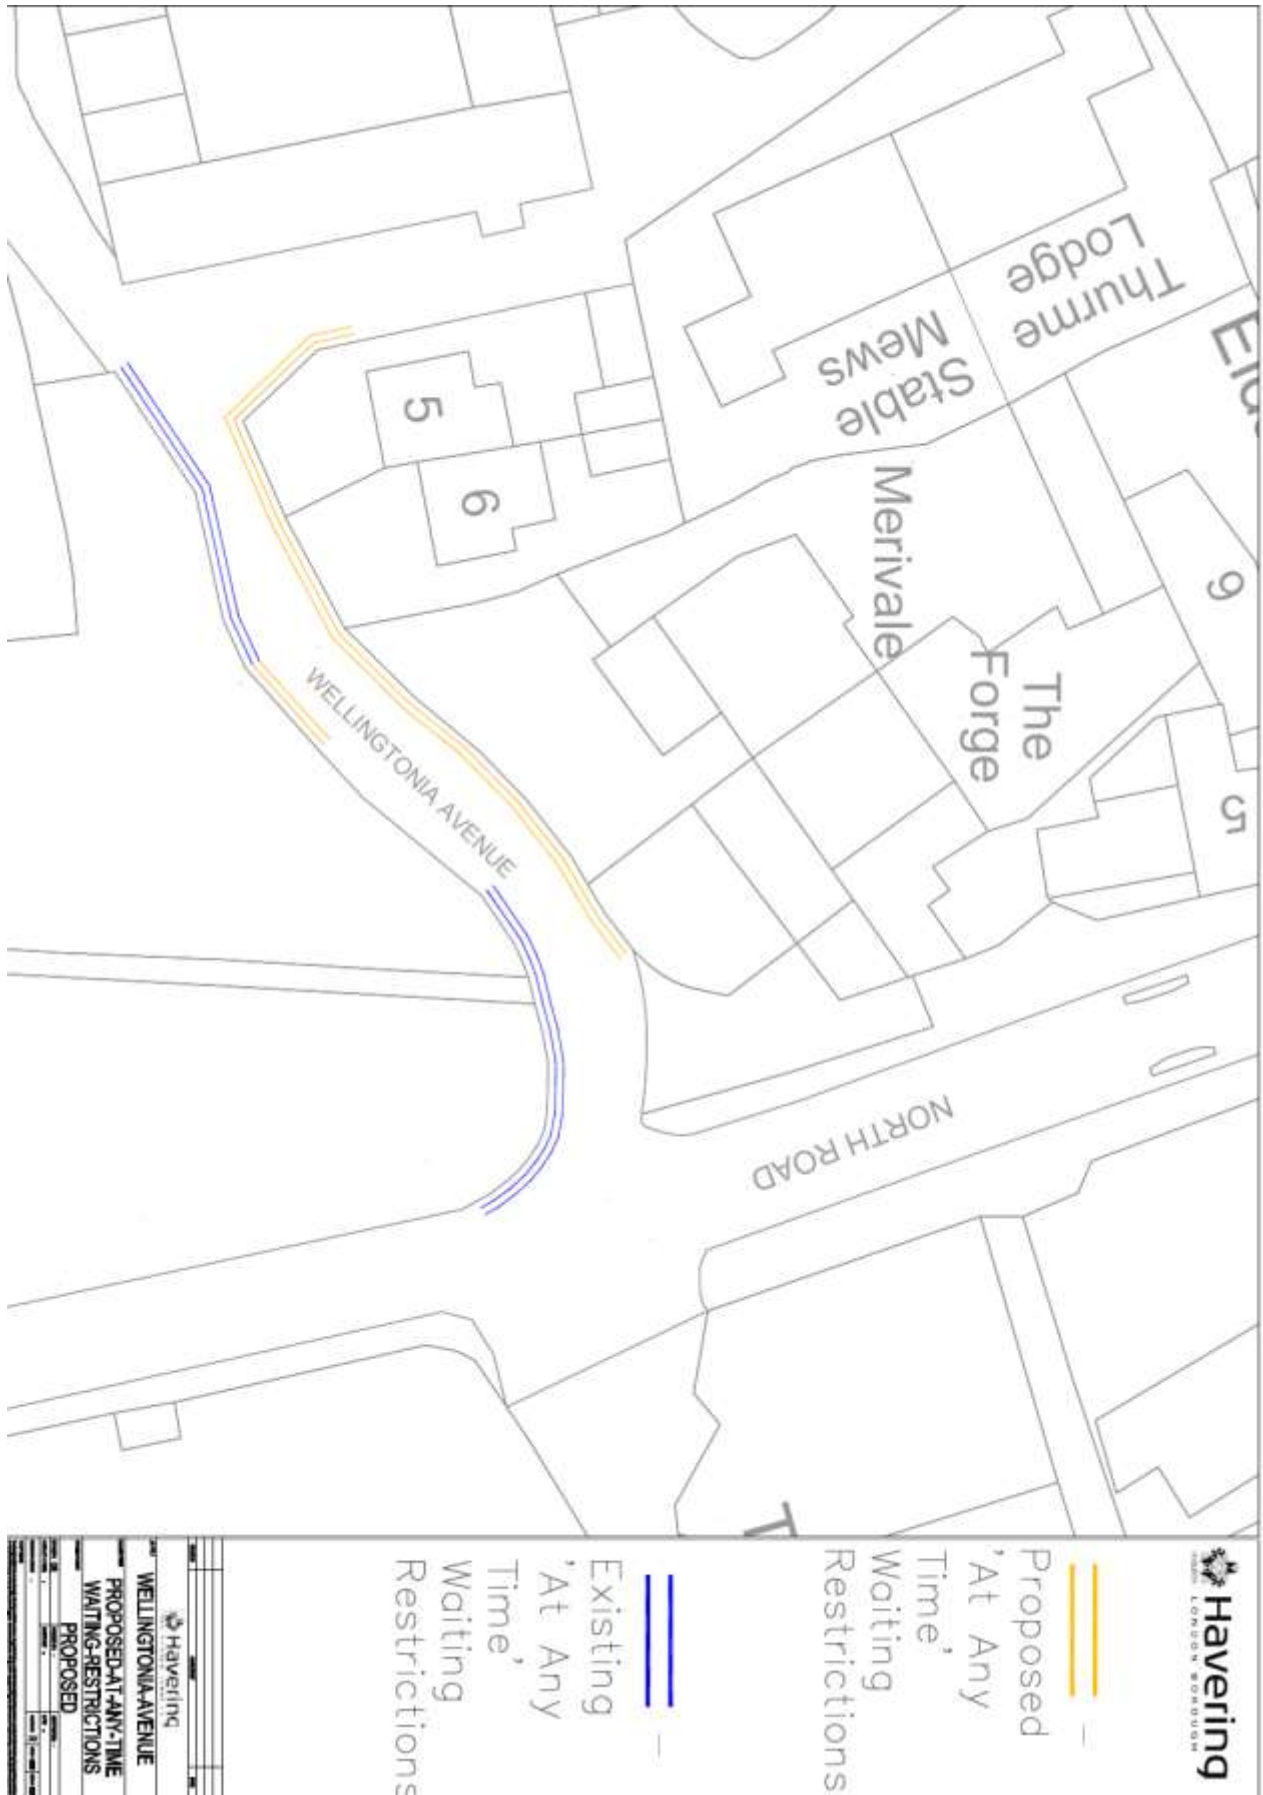 Thurme
Lodge
Stable
Mews
Merivale
The
Forge
5
6
9
5
WELLINGTONIA AVENUE
NORTH ROAD
Havering
LONDON BOROUGH
Proposed
'At Any
Time'
Waiting
Restrictions
Existing
'At Any
Time'
Waiting
Restrictions
Havering
WELLINGTONIA AVENUE
PROPOSED-AT-ANY-TIME
WAITING-RESTRICTIONS
PROPOSED